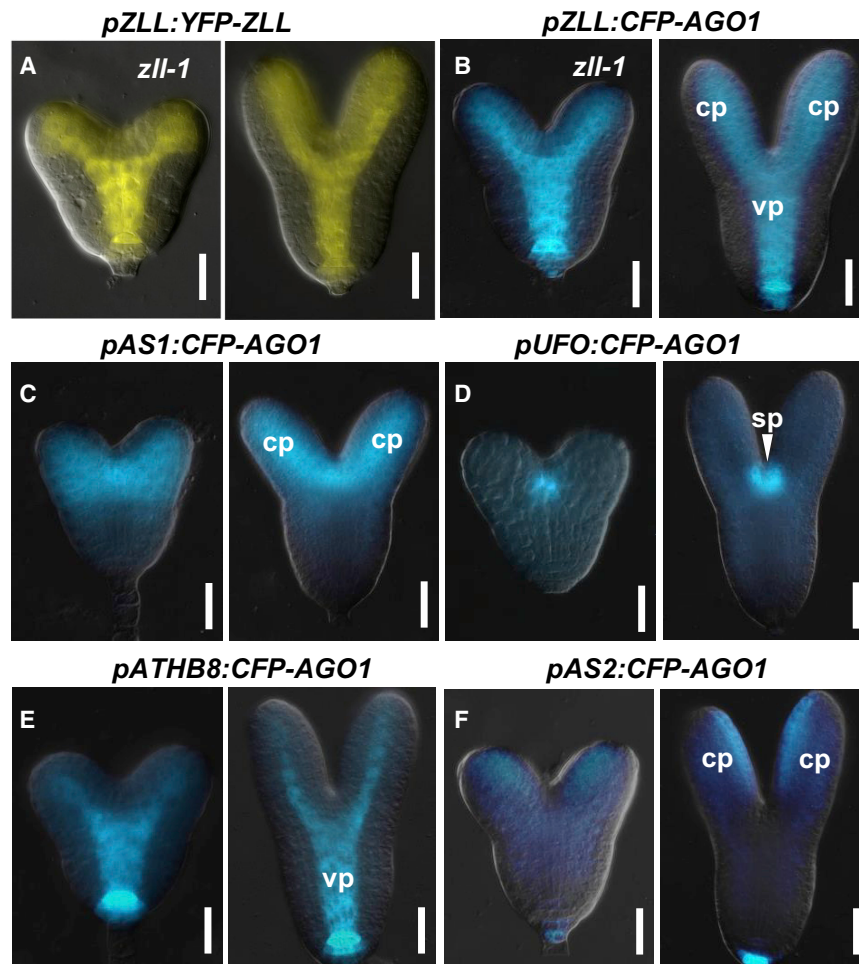 pZLL:YFP-ZLL
pZLL:CFP-AGO1
A
zll-1
B
zll-1
cp
cp
vp
pAS1:CFP-AGO1
pUFO:CFP-AGO1
C
cp
cp
D
sp
pATHB8:CFP-AGO1
pAS2:CFP-AGO1
E
vp
F
cp
cp